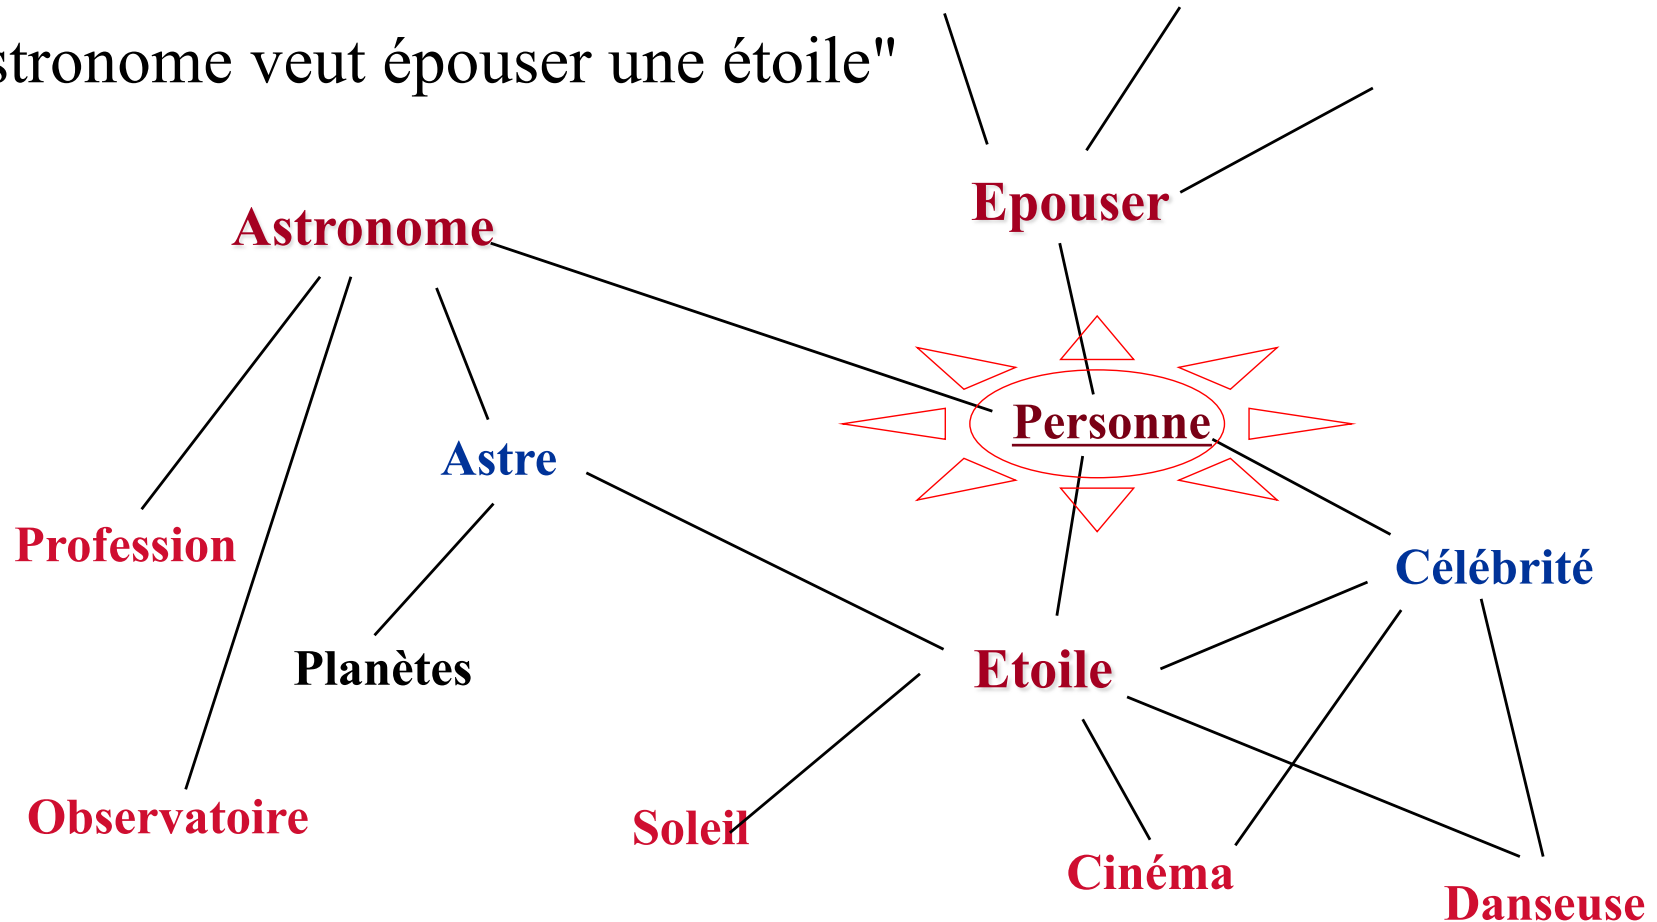 stronome veut épouser une étoile"
Epouser
Astronome
Personne
Astre
Profession
Célébrité
Planètes
Etoile
Observatoire
Soleil
Cinéma
Danseuse